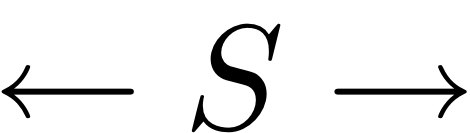 ← S →